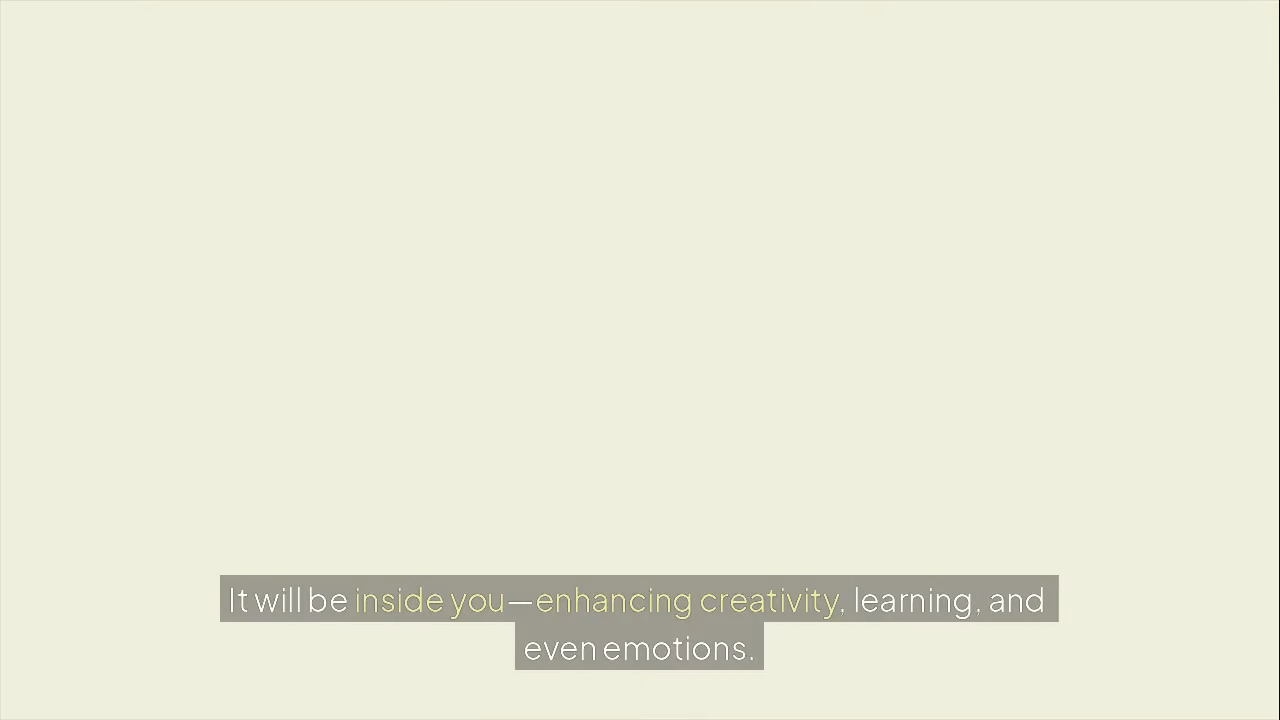 It will be inside you—enhancing creativity, learning, and
even emotions.